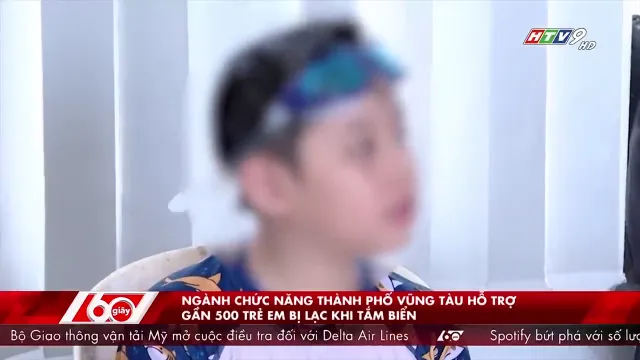 HTV9 HD
60 giây
NGÀNH CHỨC NĂNG THÀNH PHỐ VŨNG TÀU HỖ TRỢ
GẦN 500 TRẺ EM BỊ LẠC KHI TẮM BIỂN
Bộ Giao thông vận tải Mỹ mở cuộc điều tra đối với Delta Air Lines 60 giây Spotify bứt phá với số l